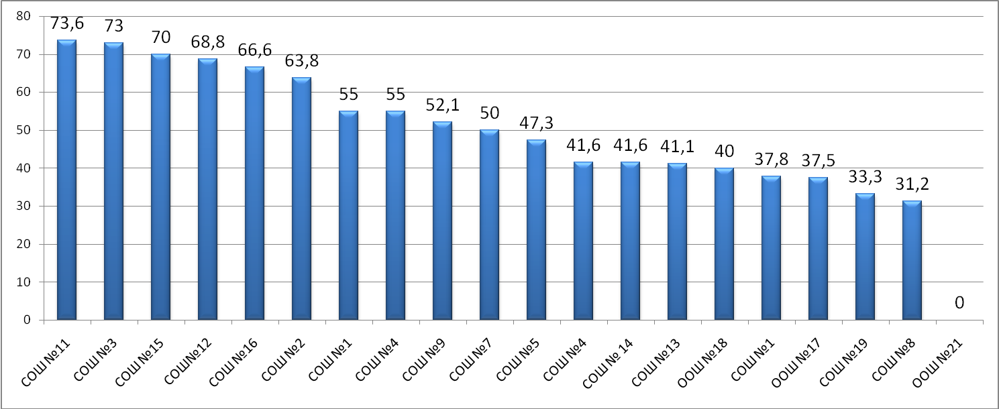 80
70
60
50
40
30
20
10
0
73,6
73
70
68,8
66,6
63,8
55
55
52,1
50
47,3
41,6
41,6
41,1
40
37,8
37,5
33,3
31,2
0
СОШ №11
СОШ №3
СОШ №15
СОШ №12
СОШ №16
СОШ №2
СОШ №1
СОШ №4
СОШ №9
СОШ №7
СОШ №5
СОШ №4
СОШ № 14
СОШ №13
ООШ №18
СОШ №1
ООШ №17
СОШ №19
СОШ №8
ООШ №21